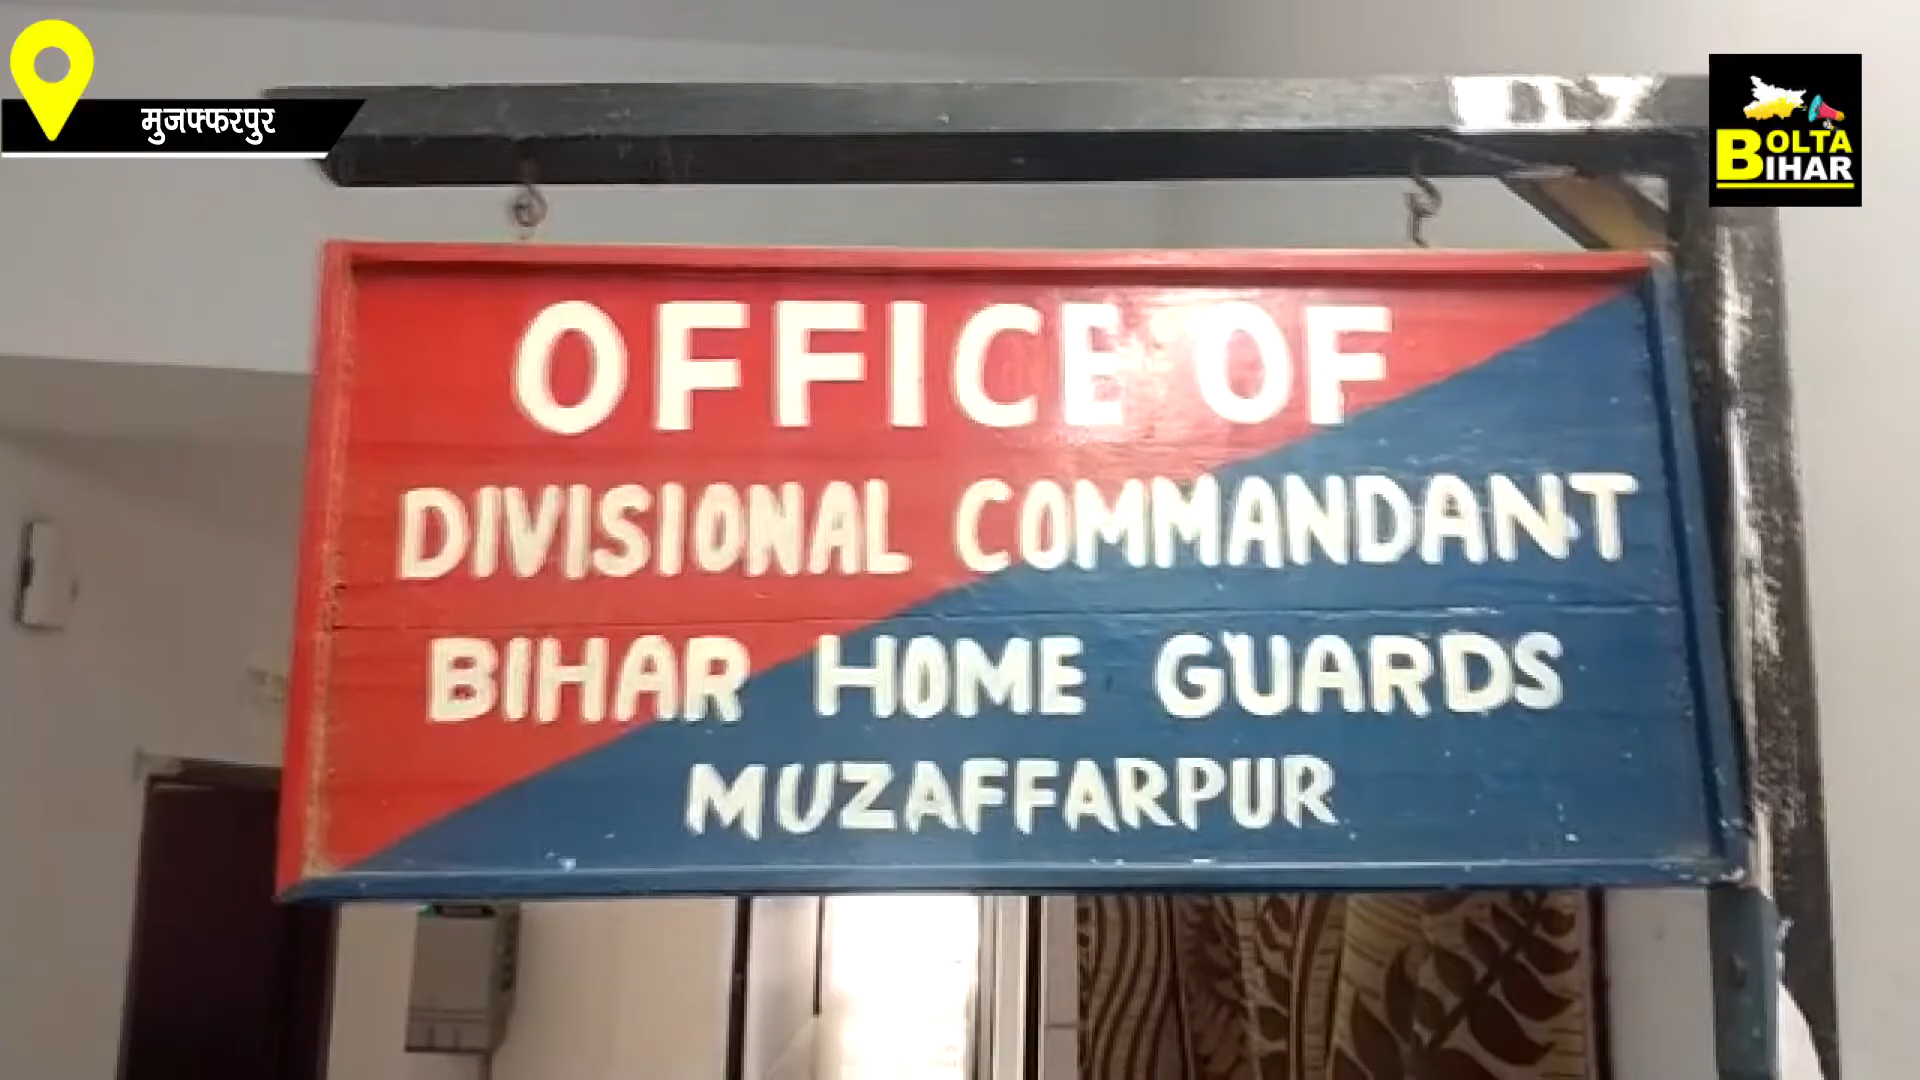 मुजफ्फरपुर
BOLTA
BIHAR
OFFICE OF
DIVISIONAL COMMANDANT
BIHAR HOME GUARDS
MUZAFFARPUR